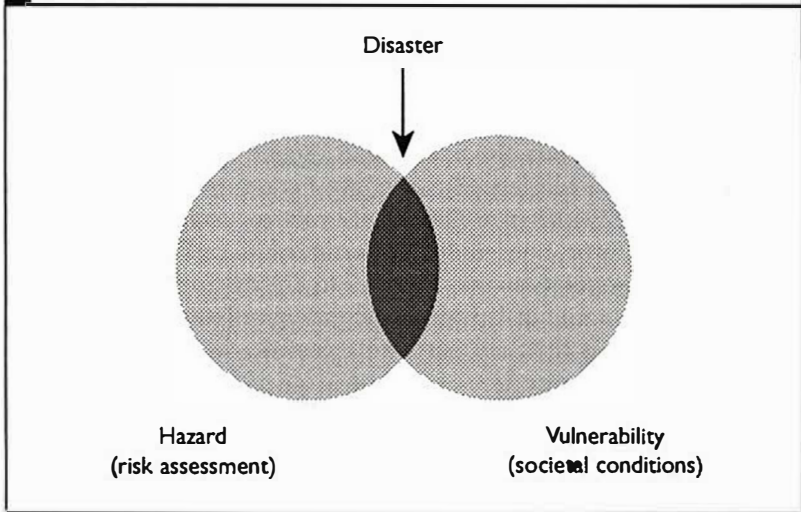 Disaster
Hazard
(risk assessment)
Vulnerability
(societal conditions)